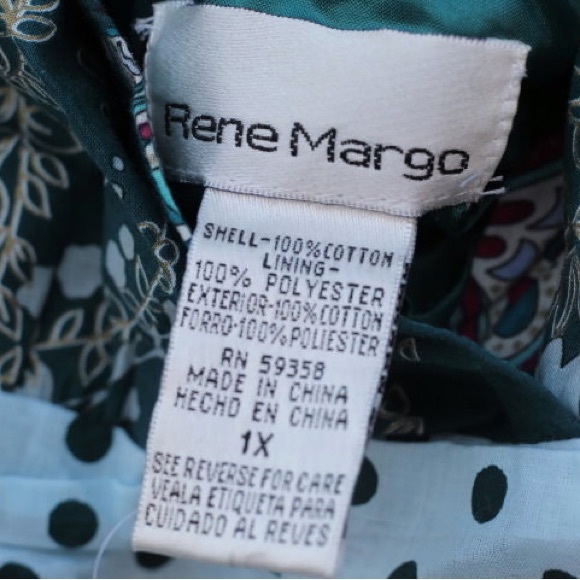 Rene Margo
SHELL-100%COTTON
LINING-
100% POLYESTER
EXTERIOR-100%COTTON
FORRO-100%POLIESTER
RN 59358
MADE IN CHINA
HECHO EN CHINA
1X
SEE REVERSE FOR CARE
VEALA ETIQUETA PARA
CUIDADO AL REVES